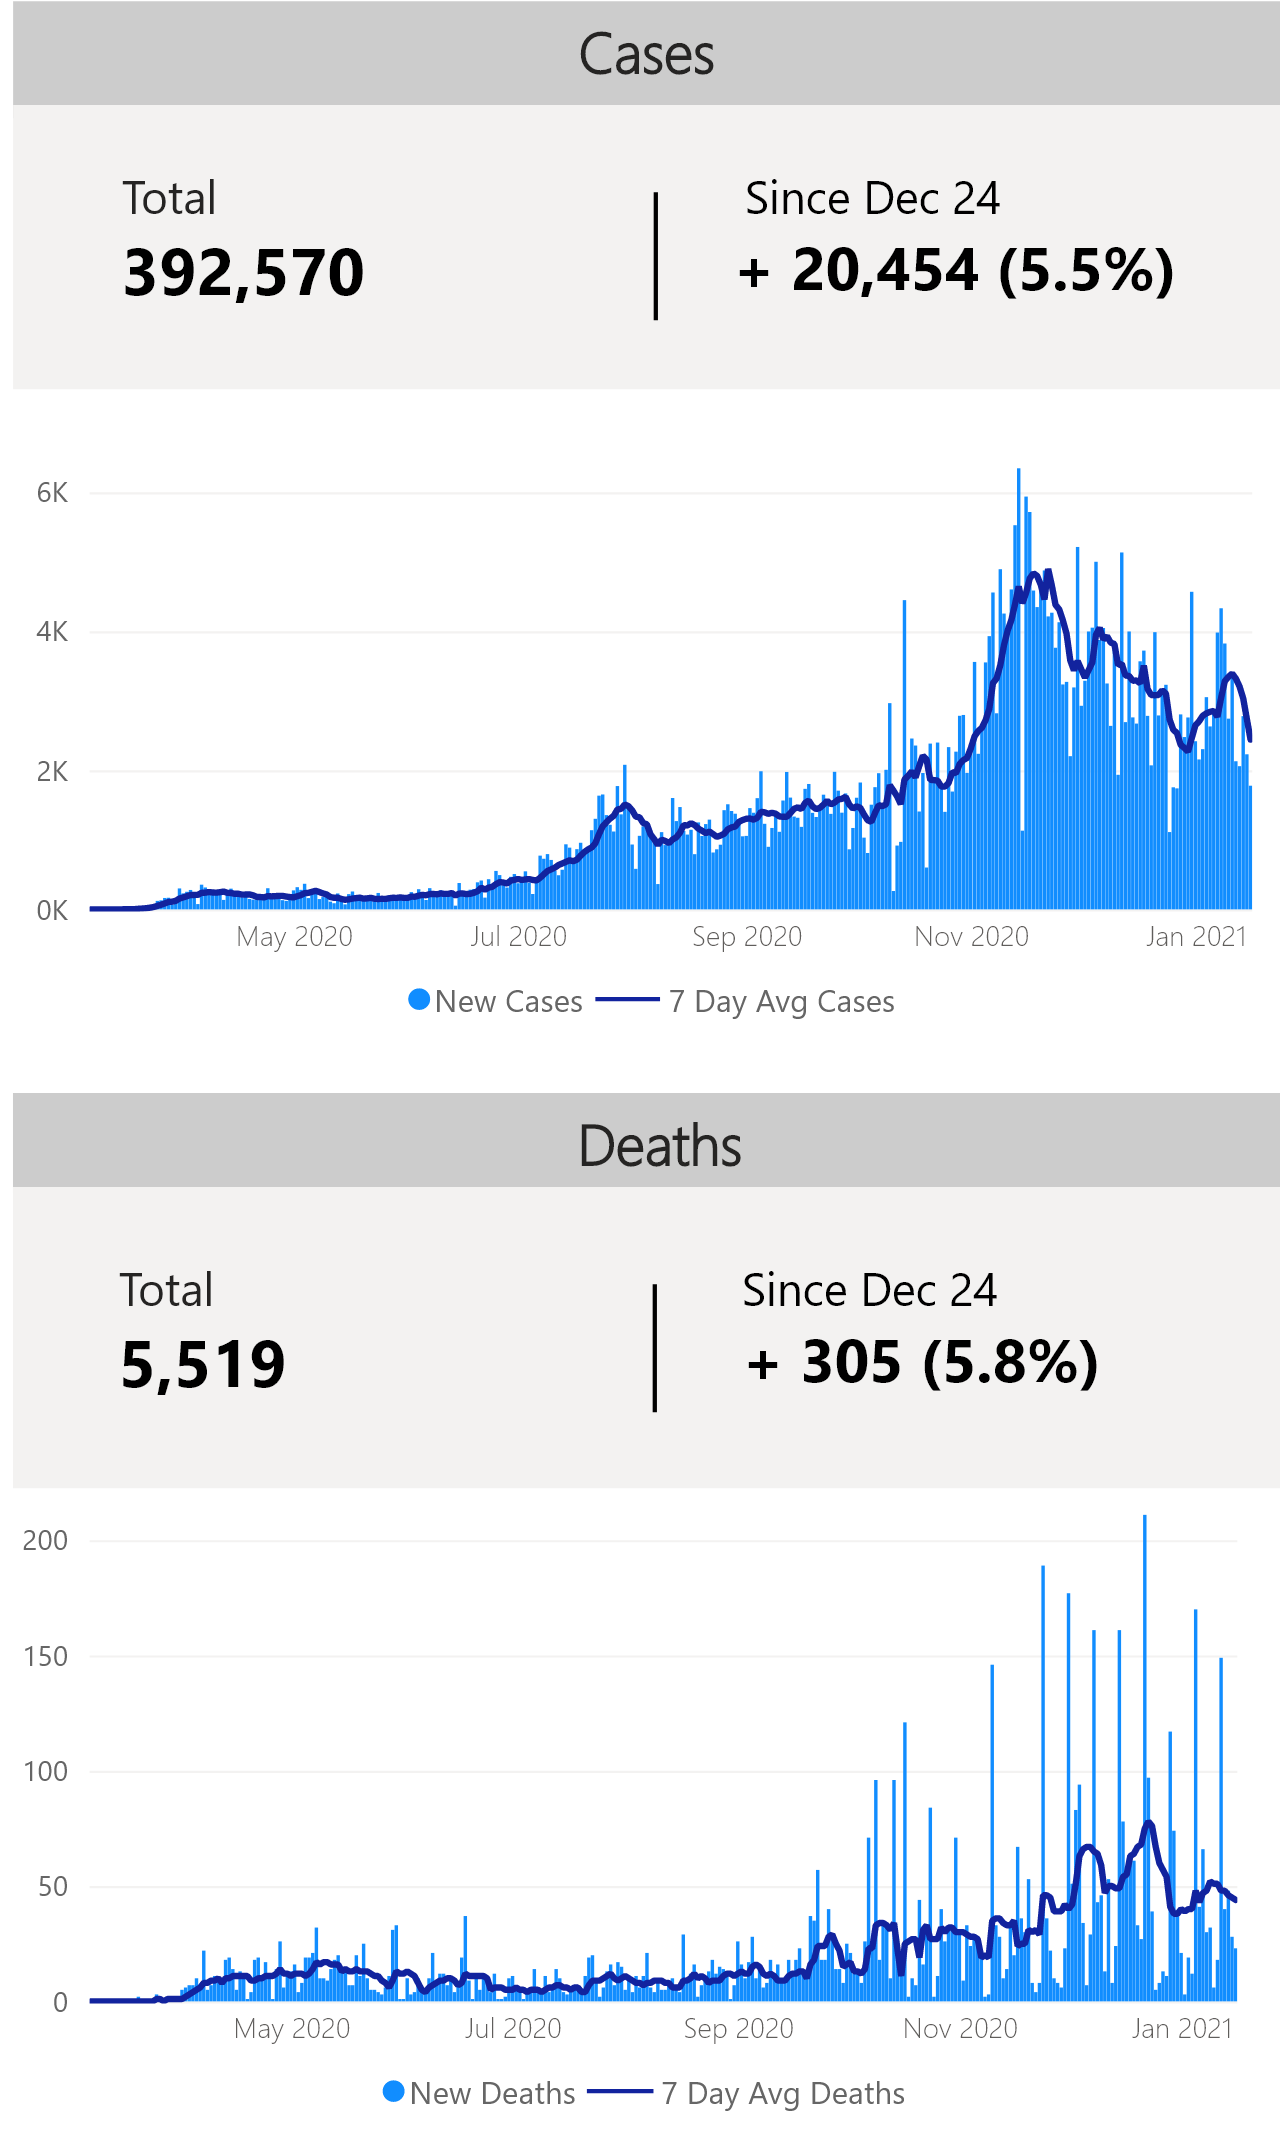 Cases
Total
Since Dec 24
392,570
+ 20,454 (5.5%)
6K
4K
2K
0K
May 2020
Jul 2020
Sep 2020
Nov 2020
Jan 2021
New Cases
7 Day Avg Cases
Deaths
Total
Since Dec 24
5,519
+ 305 (5.8%)
200
150
100
50
0
May 2020
Jul 2020
Sep 2020
Nov 2020
Jan 2021
New Deaths
7 Day Avg Deaths